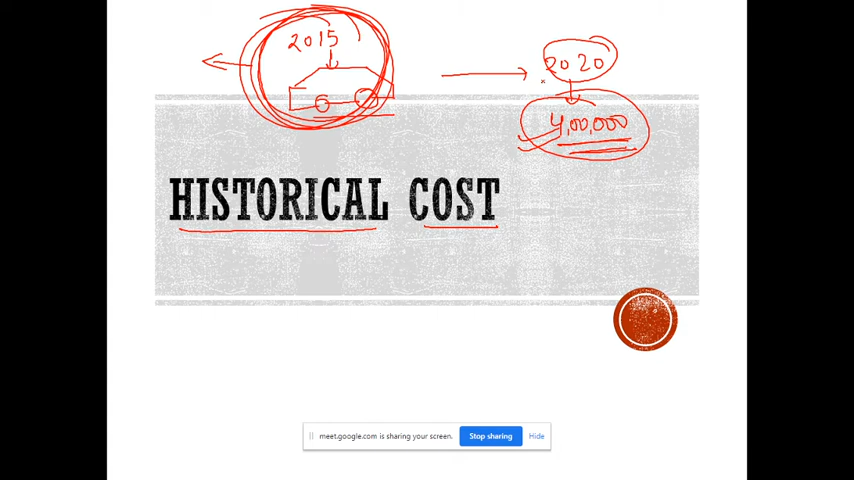 2015
2020
4,00,000
HISTORICAL COST
meet.google.com is sharing your screen. Stop sharing Hide